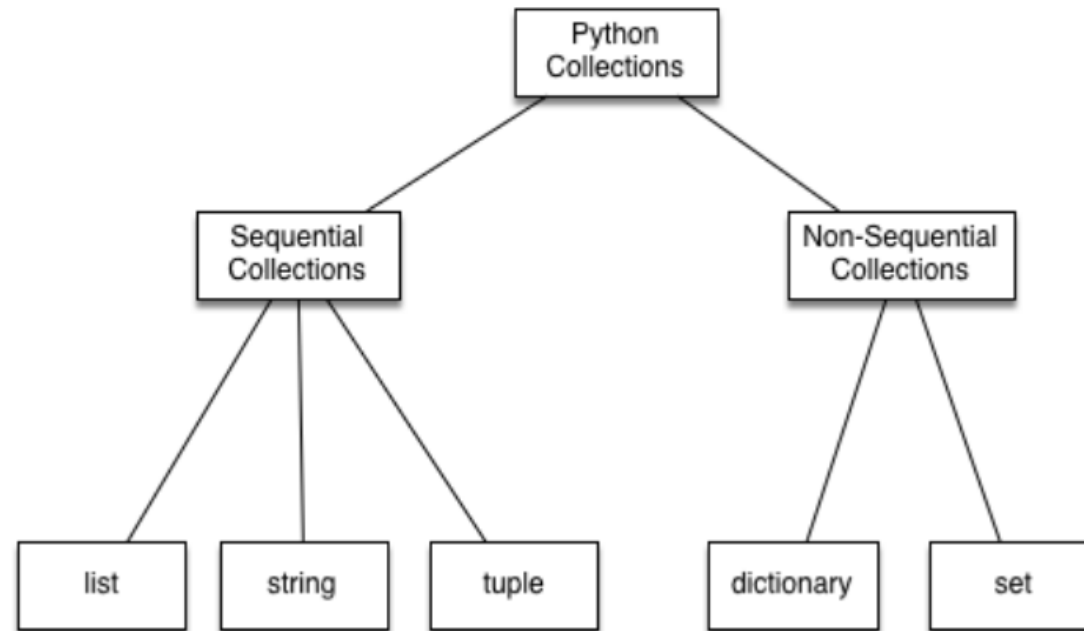 Python
Collections
Sequential
Collections
Non-Sequential
Collections
list
string
tuple
dictionary
set